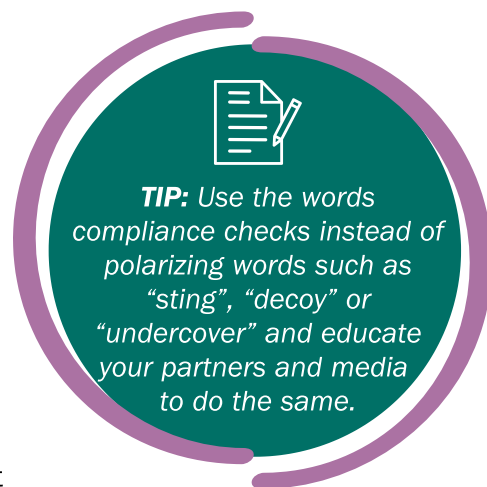 TIP: Use the words
compliance checks instead of
polarizing words such as
“sting”, “decoy” or
“undercover” and educate
your partners and media
to do the same.